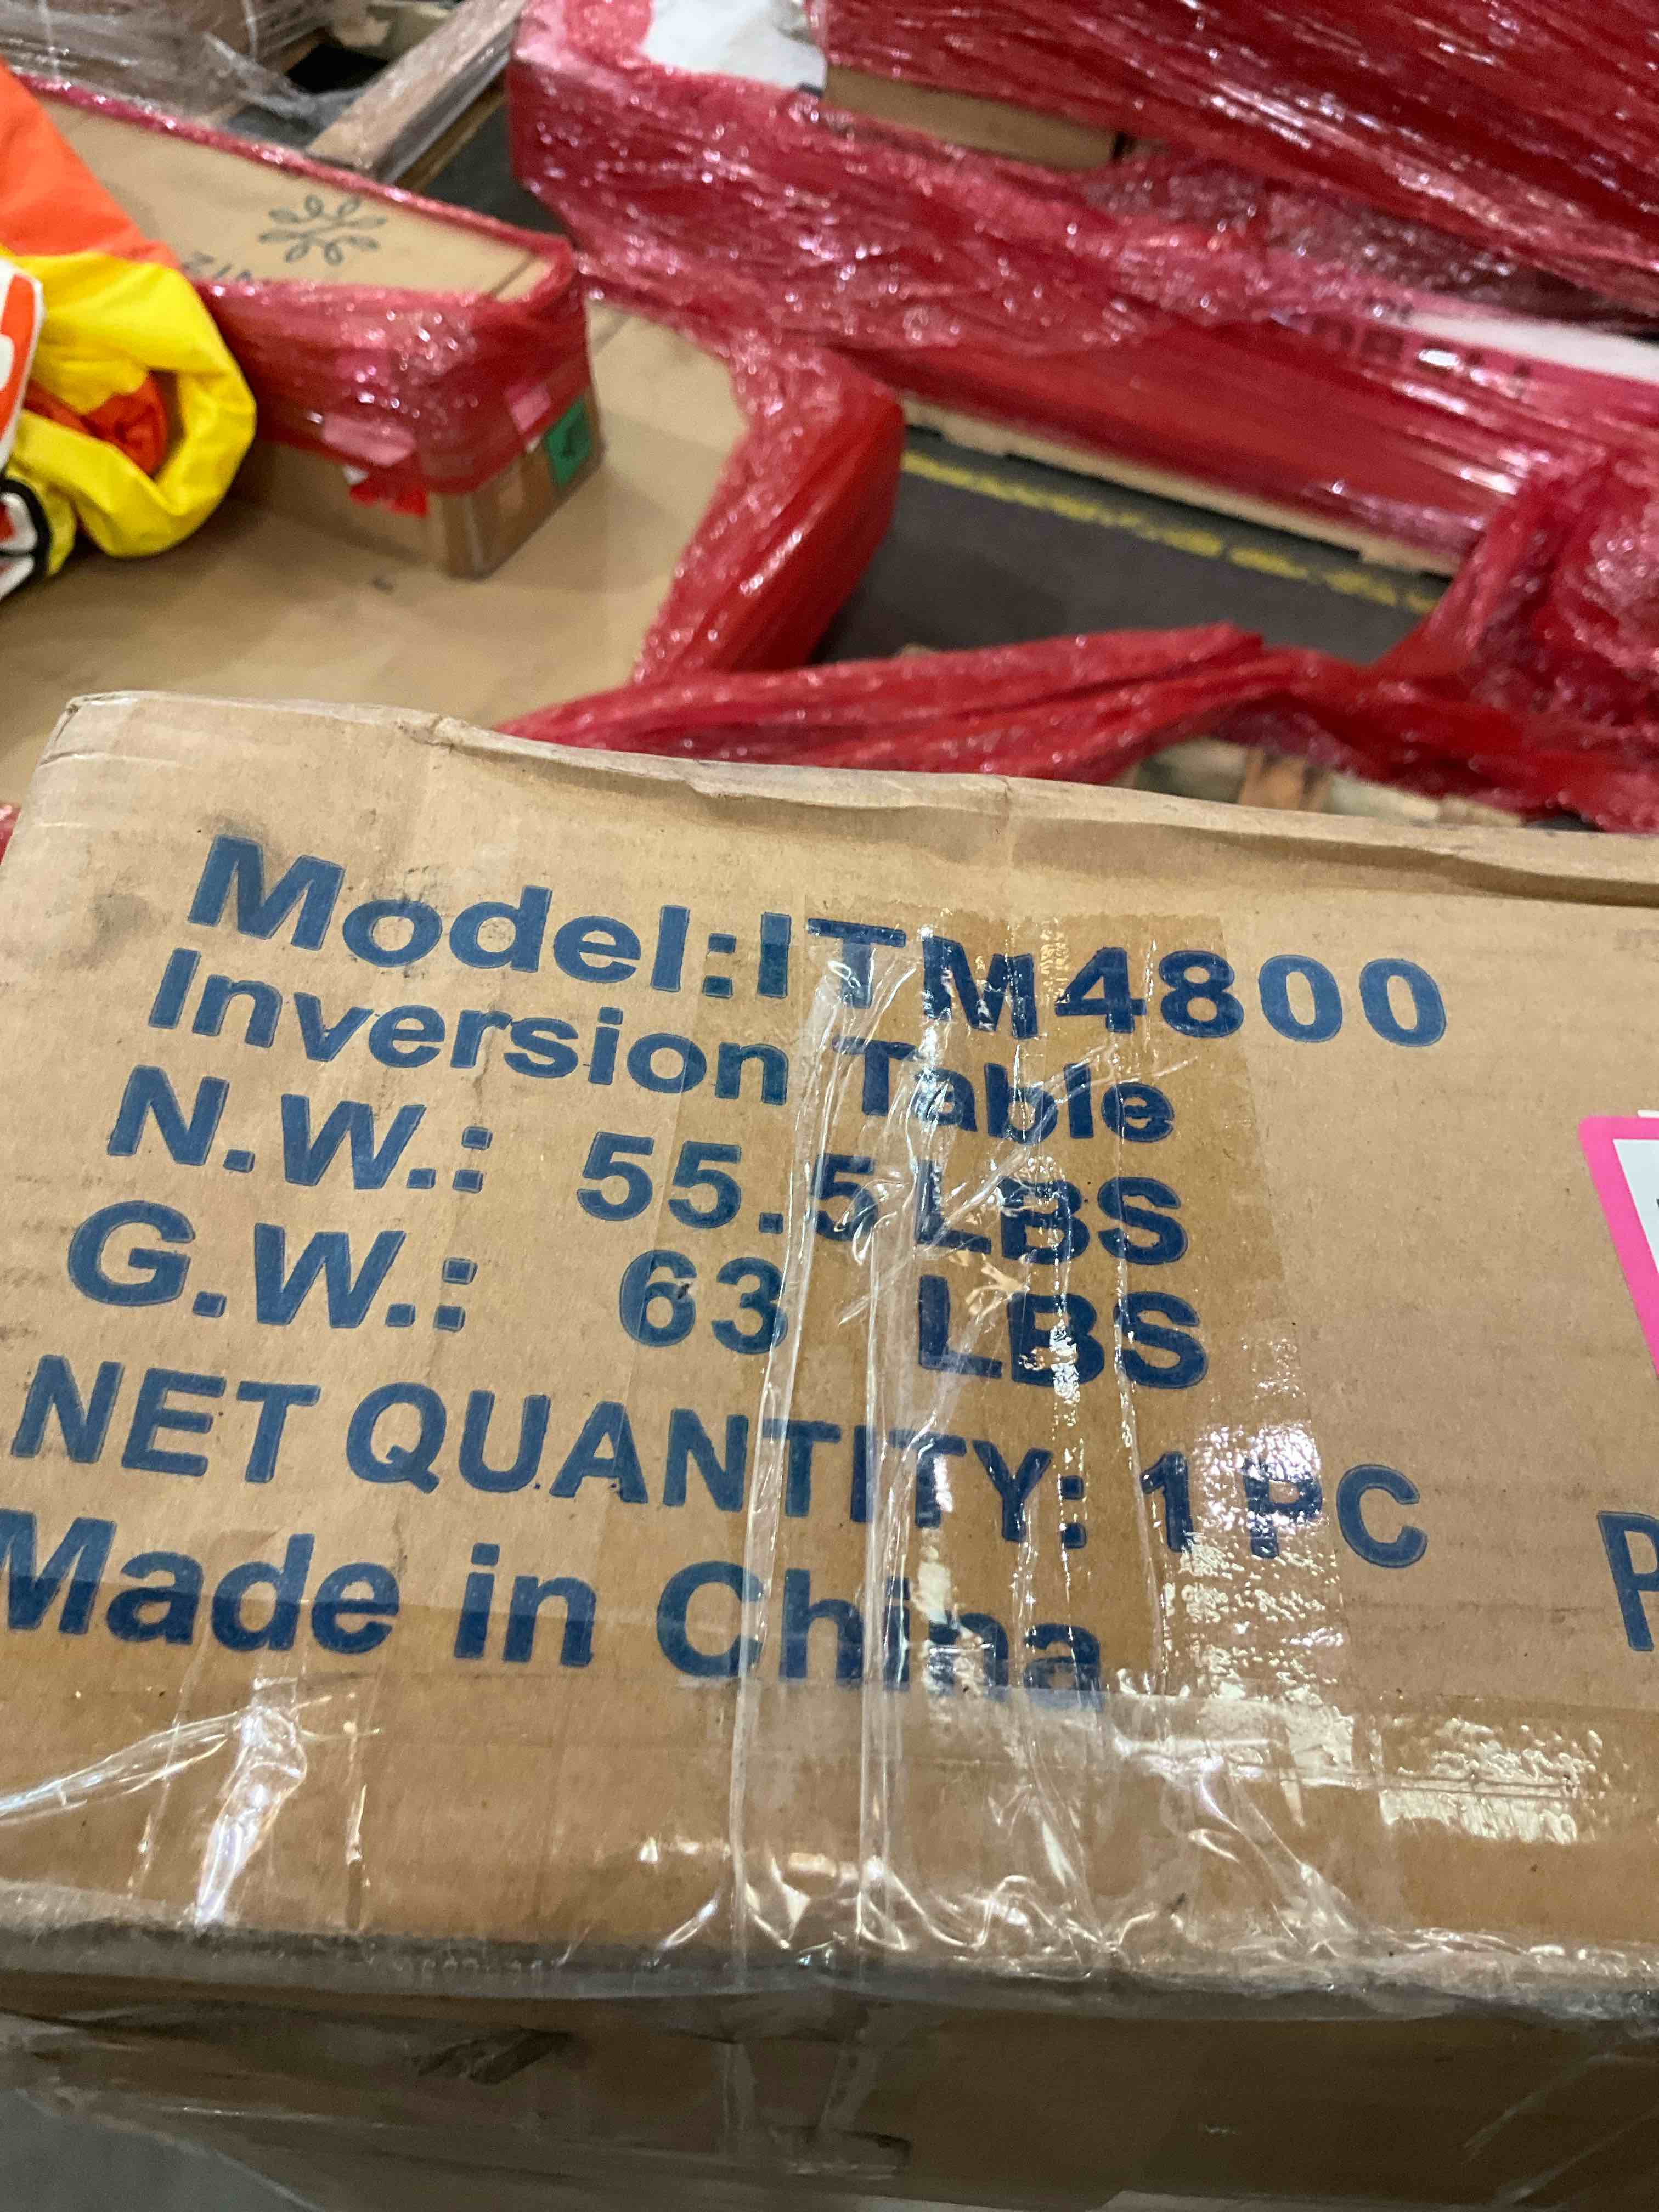 Model:ITM4800
Inversion Table
N.W.: 55.5 LBS
G.W.: 63 LBS
NET QUANTITY: 1 PC
Made in China
P